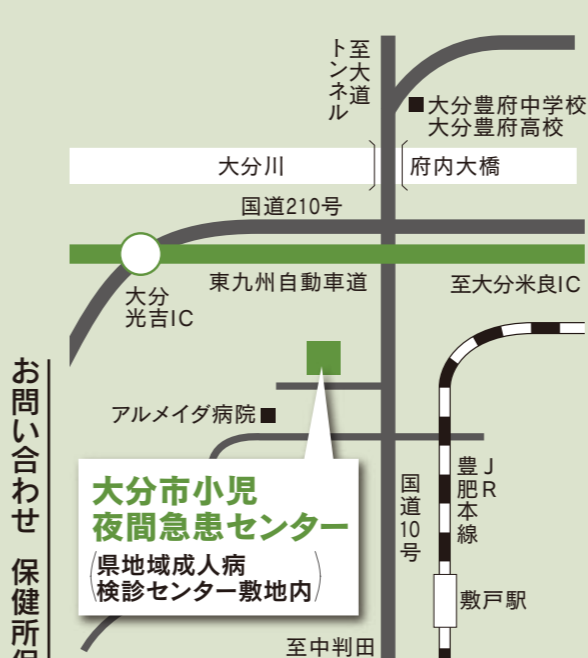 至大道
トンネル
■大分豊府中学校
大分豊府高校
大分川
府内大橋
国道210号
東九州自動車道
至大分米良IC
大分
光吉IC
アルメイダ病院■
大分市小児
夜間急患センター
(県地域成人病
検診センター敷地内)
国道10号
JR
豊肥本線
敷戸駅
至中判田
お問い合わせ 保健所保